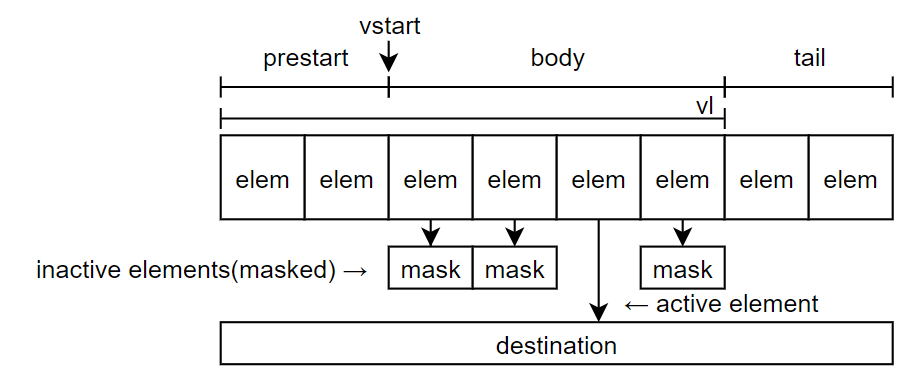 vstart
prestart body tail
vl
elem elem elem elem elem elem elem elem
inactive elements(masked) → mask mask mask
← active element
destination